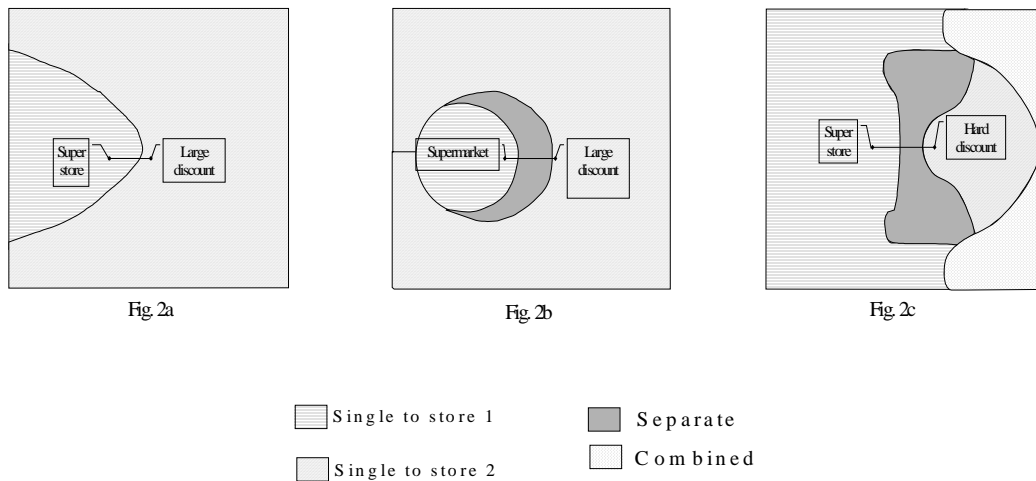 Super
store
Large
discount
Fig. 2a
Supermarket
Large
discount
Fig. 2b
Super
store
Hard
discount
Fig. 2c
Single to store 1
Single to store 2
Separate
Combined